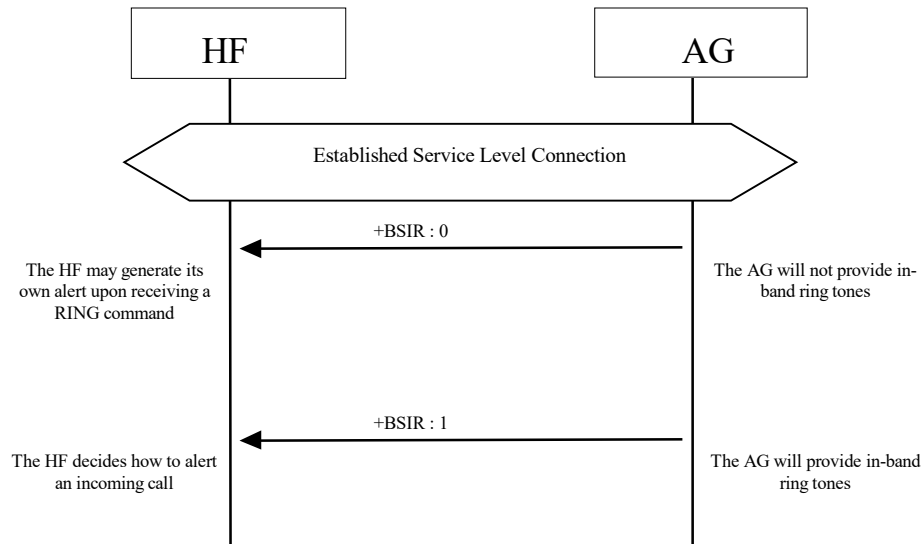 HF
AG
Established Service Level Connection
+BSIR : 0
The HF may generate its
own alert upon receiving a
RING command
The AG will not provide in-
band ring tones
+BSIR : 1
The HF decides how to alert
an incoming call
The AG will provide in-band
ring tones